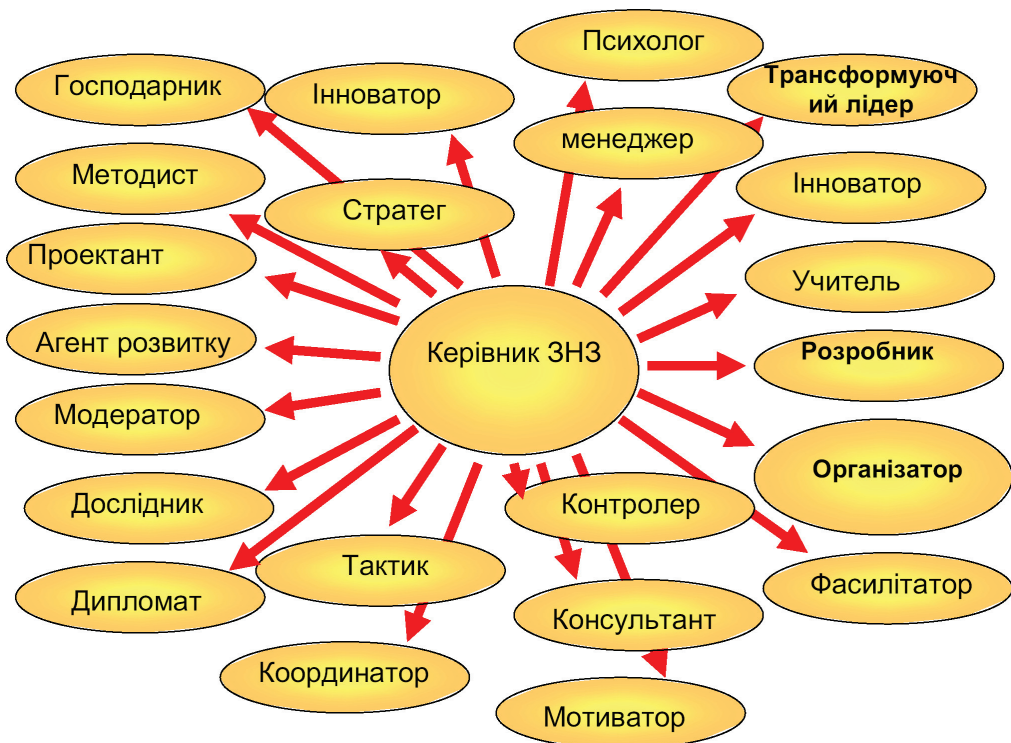 Психолог
Трансформуюч
ий лідер
Господарник
Інноватор
менеджер
Методист
Стратег
Інноватор
Проектант
Учитель
Агент розвитку
Керівник ЗНЗ
Розробник
Модератор
Організатор
Дослідник
Контролер
Тактик
Фасилітатор
Дипломат
Консультант
Координатор
Мотиватор